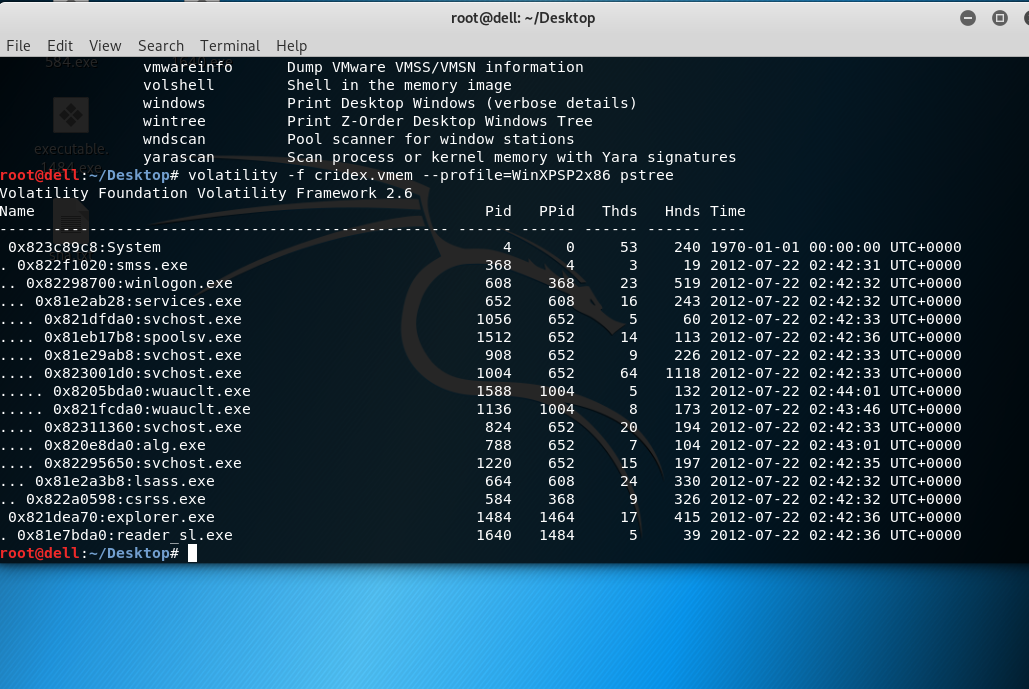 root@dell: ~/Desktop
File Edit View Search Terminal Help
584.exe
vmwareinfo Dump VMware VMSS/VMSN information
volshell Shell in the memory image
windows Print Desktop Windows (verbose details)
wintree Print Z-Order Desktop Windows Tree
wndscan Pool scanner for window stations
yarascan Scan process or kernel memory with Yara signatures
executable.
1484.exe
root@dell:~/Desktop# volatility -f cridex.vmem --profile=WinXPSP2x86 pstree
Volatility Foundation Volatility Framework 2.6
Name Pid PPid Thds Hnds Time
-------------------------------------------------- ------ ------ ------ ------ ----
0x823c89c8:System 4 0 53 240 1970-01-01 00:00:00 UTC+0000
. 0x822f1020:smss.exe 368 4 3 19 2012-07-22 02:42:31 UTC+0000
.. 0x82298700:winlogon.exe 608 368 23 519 2012-07-22 02:42:32 UTC+0000
... 0x81e2ab28:services.exe 652 608 16 243 2012-07-22 02:42:32 UTC+0000
.... 0x821dfda0:svchost.exe 1056 652 5 60 2012-07-22 02:42:33 UTC+0000
.... 0x81eb17b8:spoolsv.exe 1512 652 14 113 2012-07-22 02:42:36 UTC+0000
.... 0x81e29ab8:svchost.exe 908 652 9 226 2012-07-22 02:42:33 UTC+0000
.... 0x823001d0:svchost.exe 1004 652 64 1118 2012-07-22 02:42:33 UTC+0000
..... 0x8205bda0:wuauclt.exe 1588 1004 5 132 2012-07-22 02:44:01 UTC+0000
..... 0x821fcda0:wuauclt.exe 1136 1004 8 173 2012-07-22 02:43:46 UTC+0000
.... 0x82311360:svchost.exe 824 652 20 194 2012-07-22 02:42:33 UTC+0000
.... 0x820e8da0:alg.exe 788 652 7 104 2012-07-22 02:43:01 UTC+0000
.... 0x82295650:svchost.exe 1220 652 15 197 2012-07-22 02:42:35 UTC+0000
... 0x81e2a3b8:lsass.exe 664 608 24 330 2012-07-22 02:42:32 UTC+0000
.. 0x822a0598:csrss.exe 584 368 9 326 2012-07-22 02:42:32 UTC+0000
0x821dea70:explorer.exe 1484 1464 17 415 2012-07-22 02:42:36 UTC+0000
. 0x81e7bda0:reader_sl.exe 1640 1484 5 39 2012-07-22 02:42:36 UTC+0000
root@dell:~/Desktop#